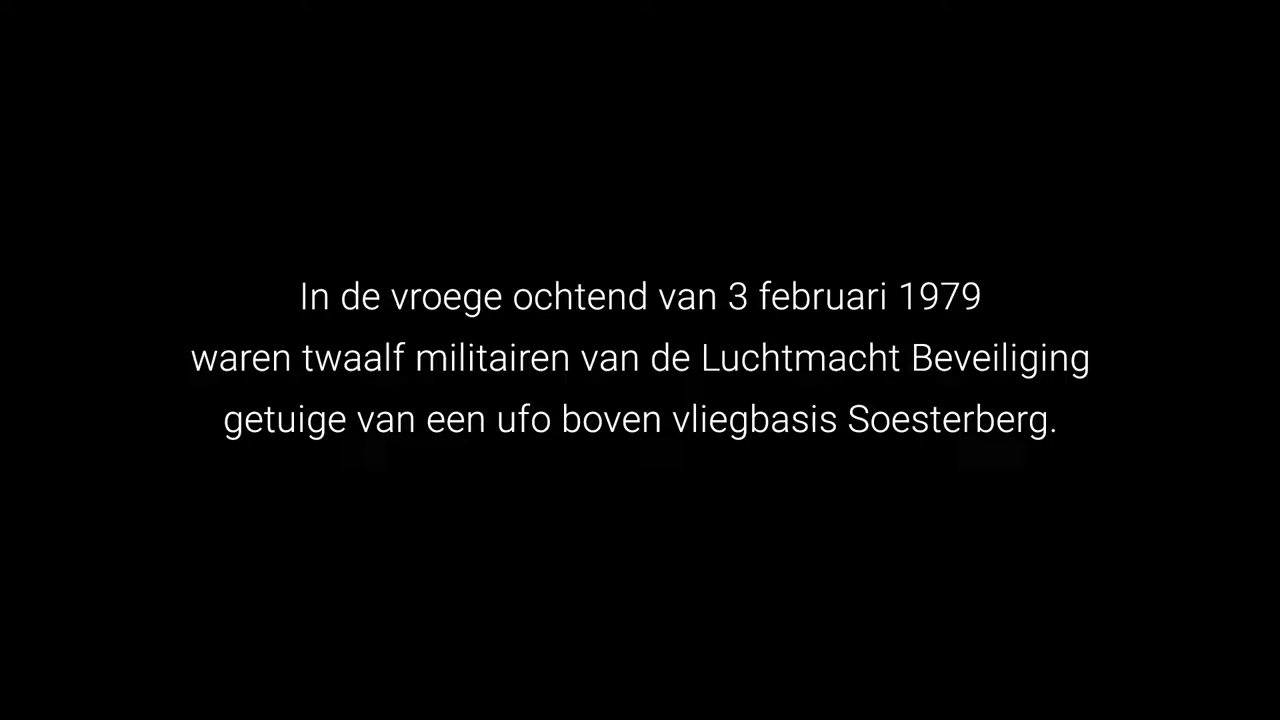 In de vroege ochtend van 3 februari 1979
waren twaalf militairen van de Luchtmacht Beveiliging
getuige van een ufo boven vliegbasis Soesterberg.